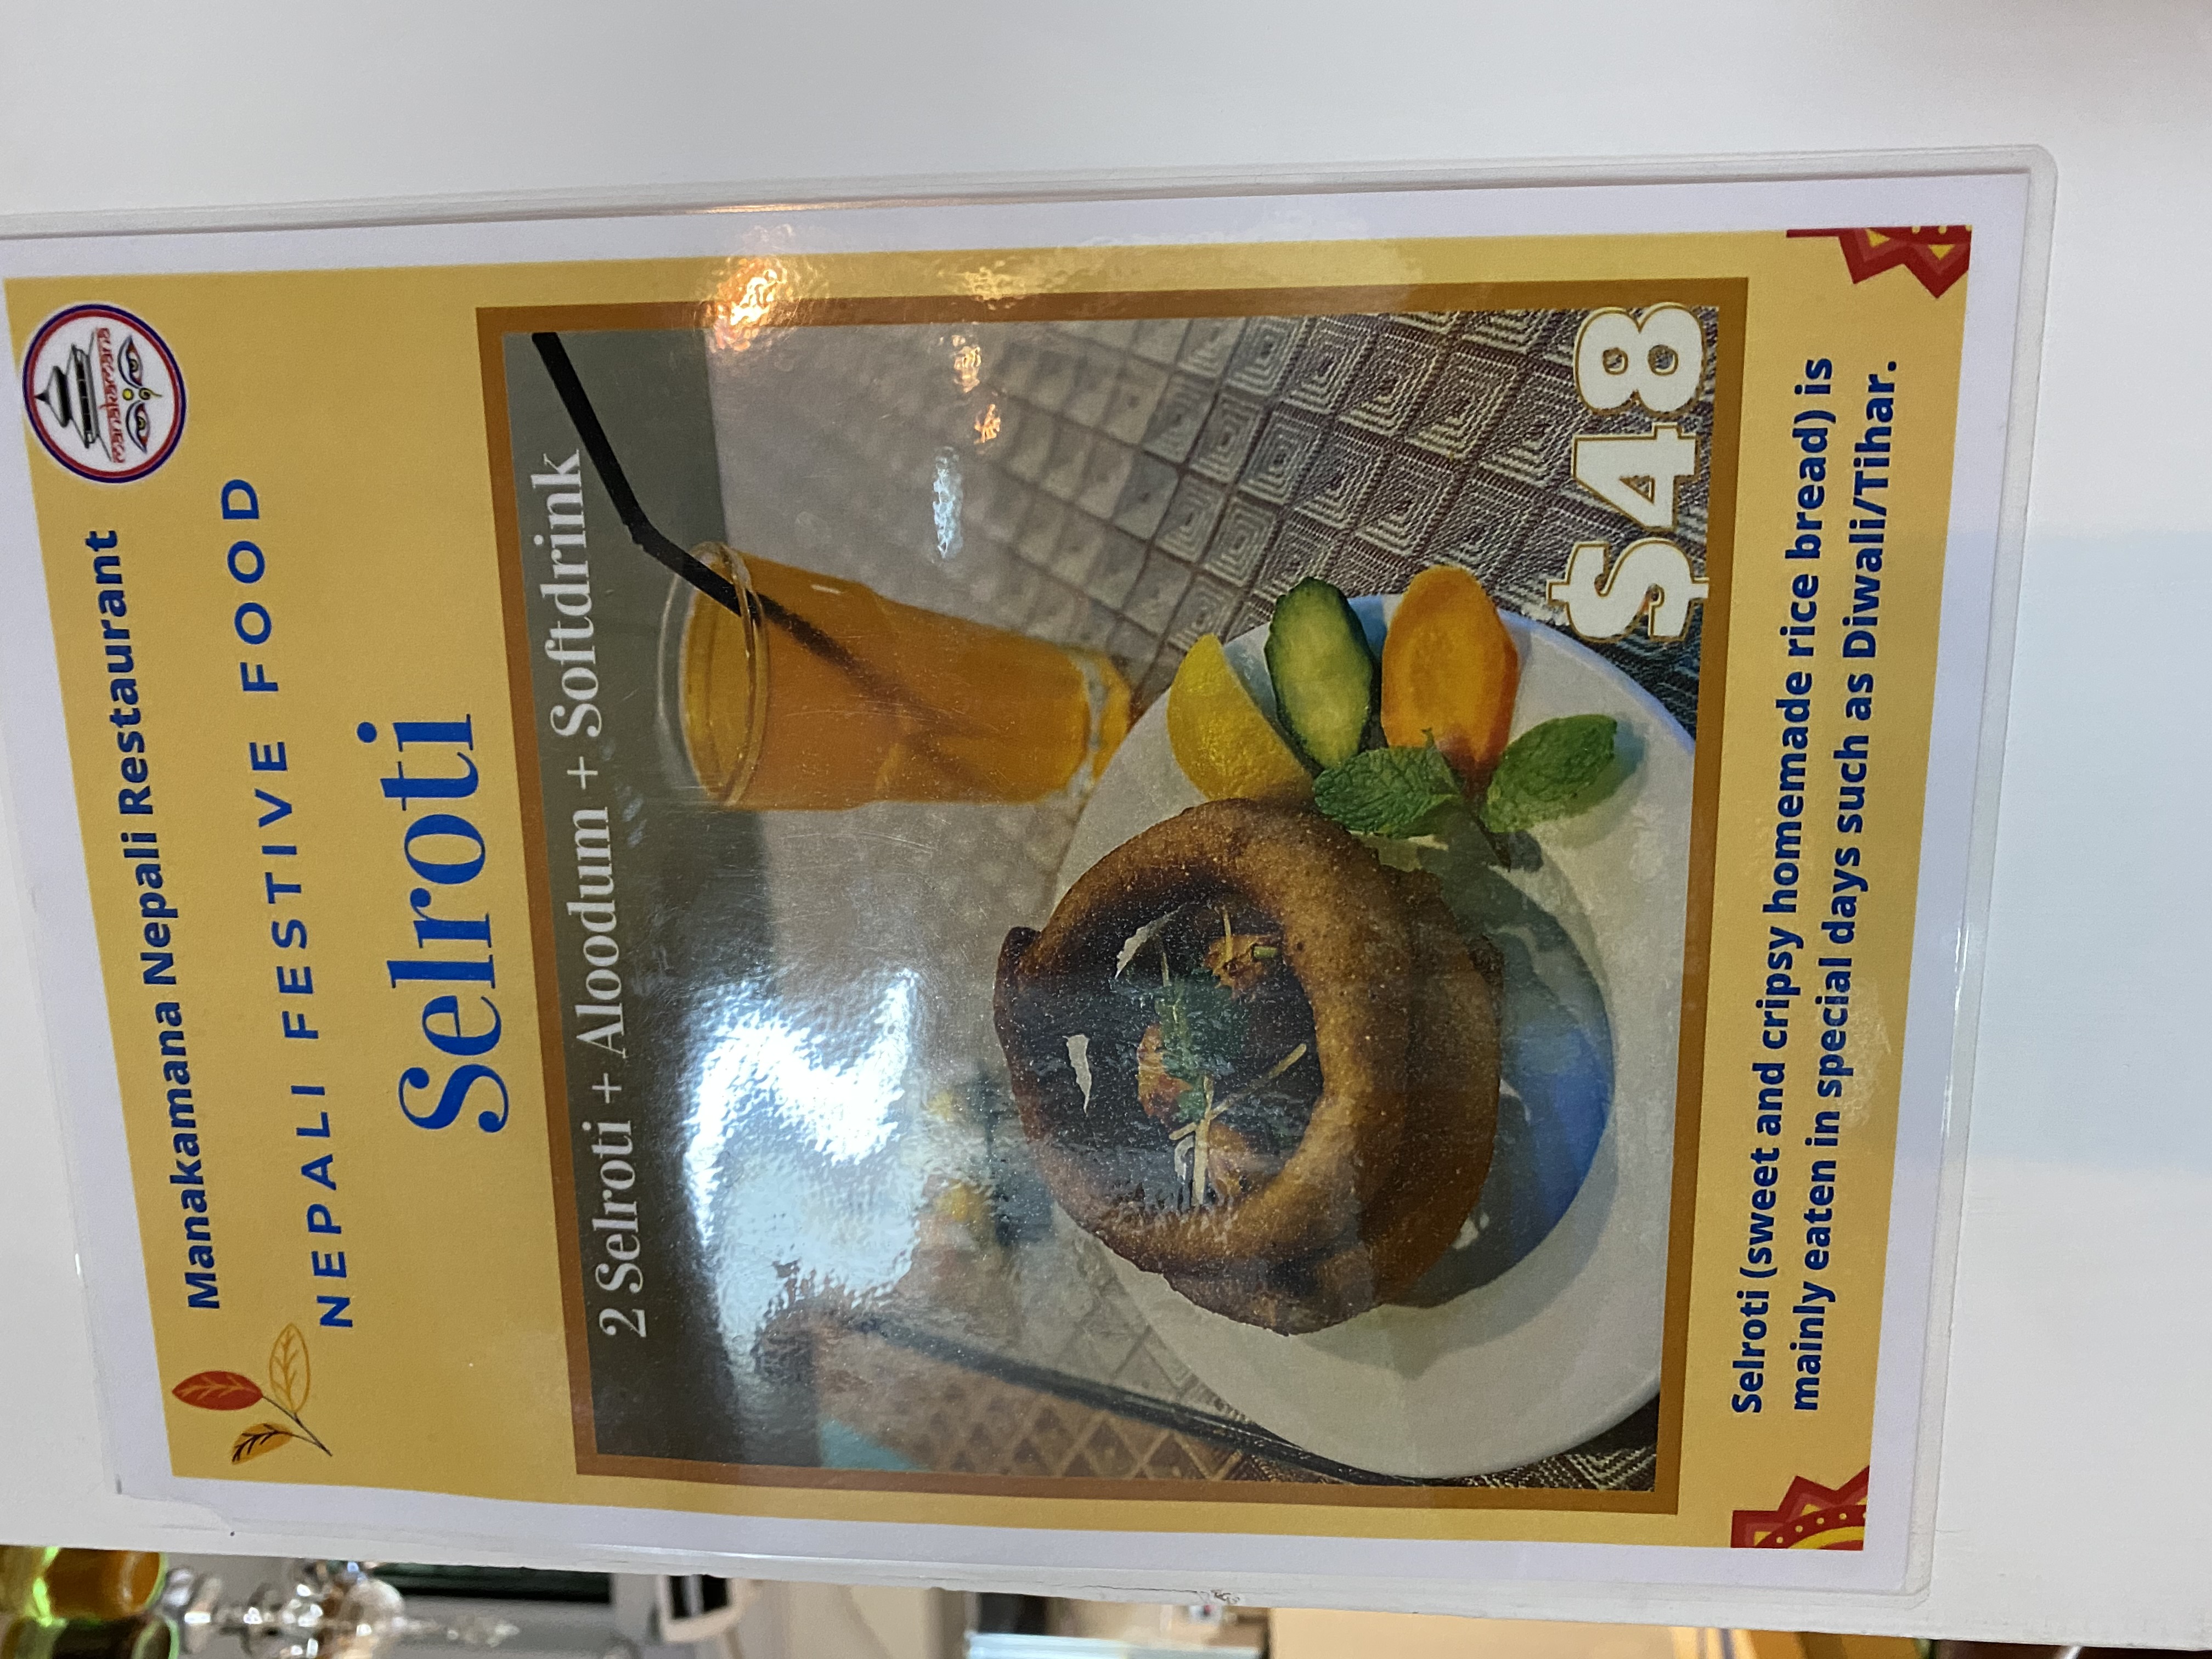 manakamana
Manakamana Nepali Restaurant
NEPALI FESTIVE FOOD
Selroti
2 Selroti + Aloodum + Softdrink
$48
Selroti (sweet and cripsy homemade rice bread) is
mainly eaten in special days such as Diwali/Tihar.